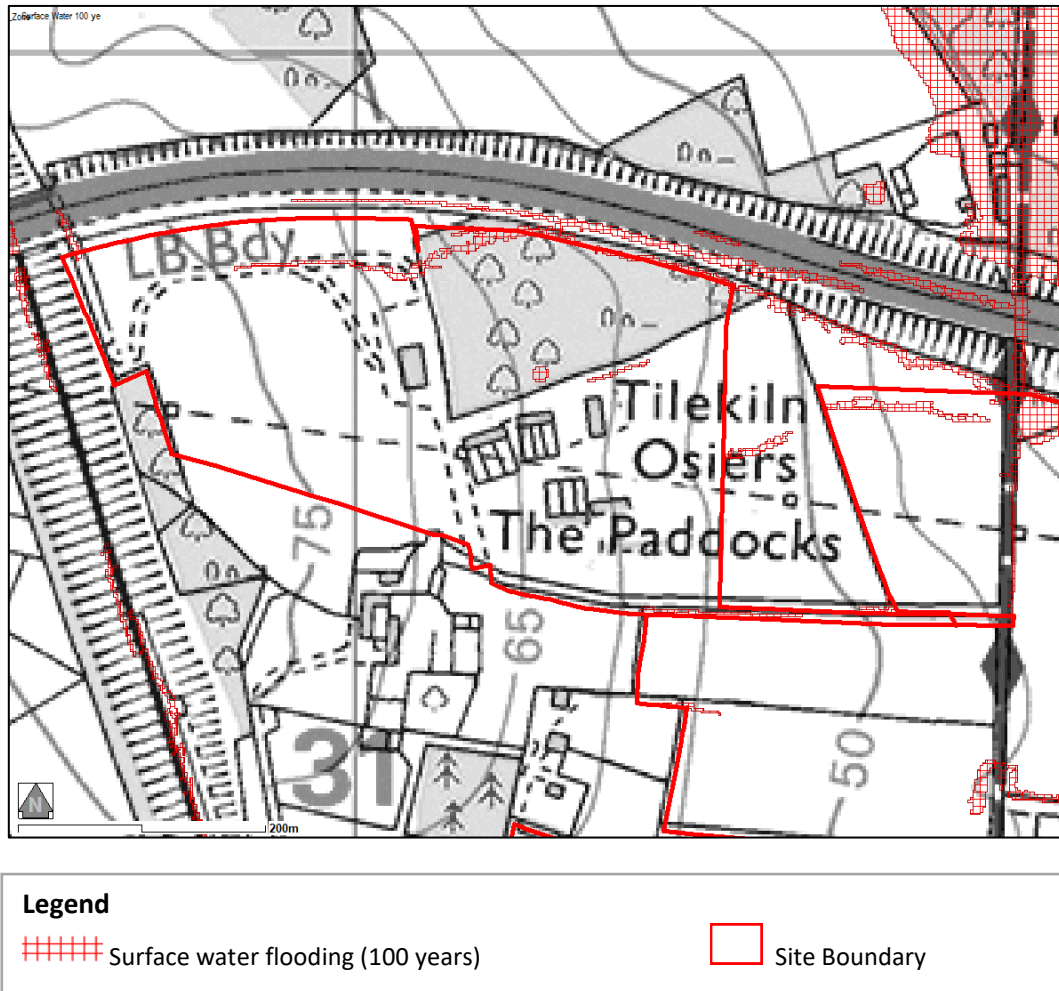 Surface Water 100 ye
LB Bdy
Tilekiln
Osiers
The Paddocks
75
65
50
31
N
200m
Legend
Surface water flooding (100 years)
Site Boundary